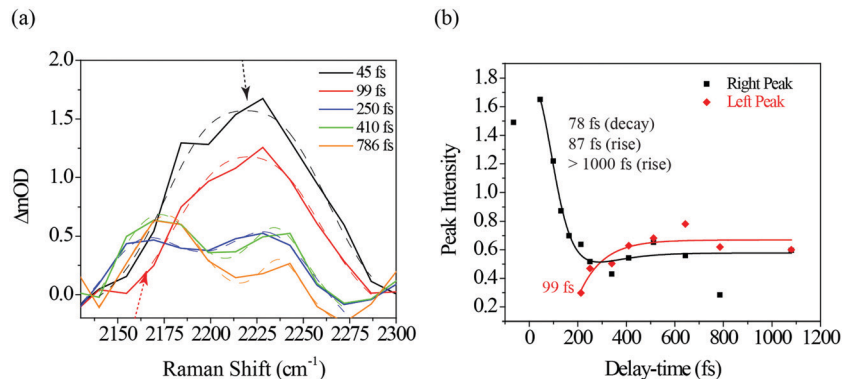 (a)
(b)
2.0
1.5
1.0
0.5
0.0
ΔmOD
45 fs
99 fs
250 fs
410 fs
786 fs
2150
2200
2225
2250
2300
Raman Shift (cm⁻¹)
1.8
1.6
1.4
1.2
1.0
0.8
0.6
0.4
0.2
Peak Intensity
Right Peak
Left Peak
78 fs (decay)
87 fs (rise)
> 1000 fs (rise)
99 fs
0
200
400
600
800
1000
1200
Delay-time (fs)